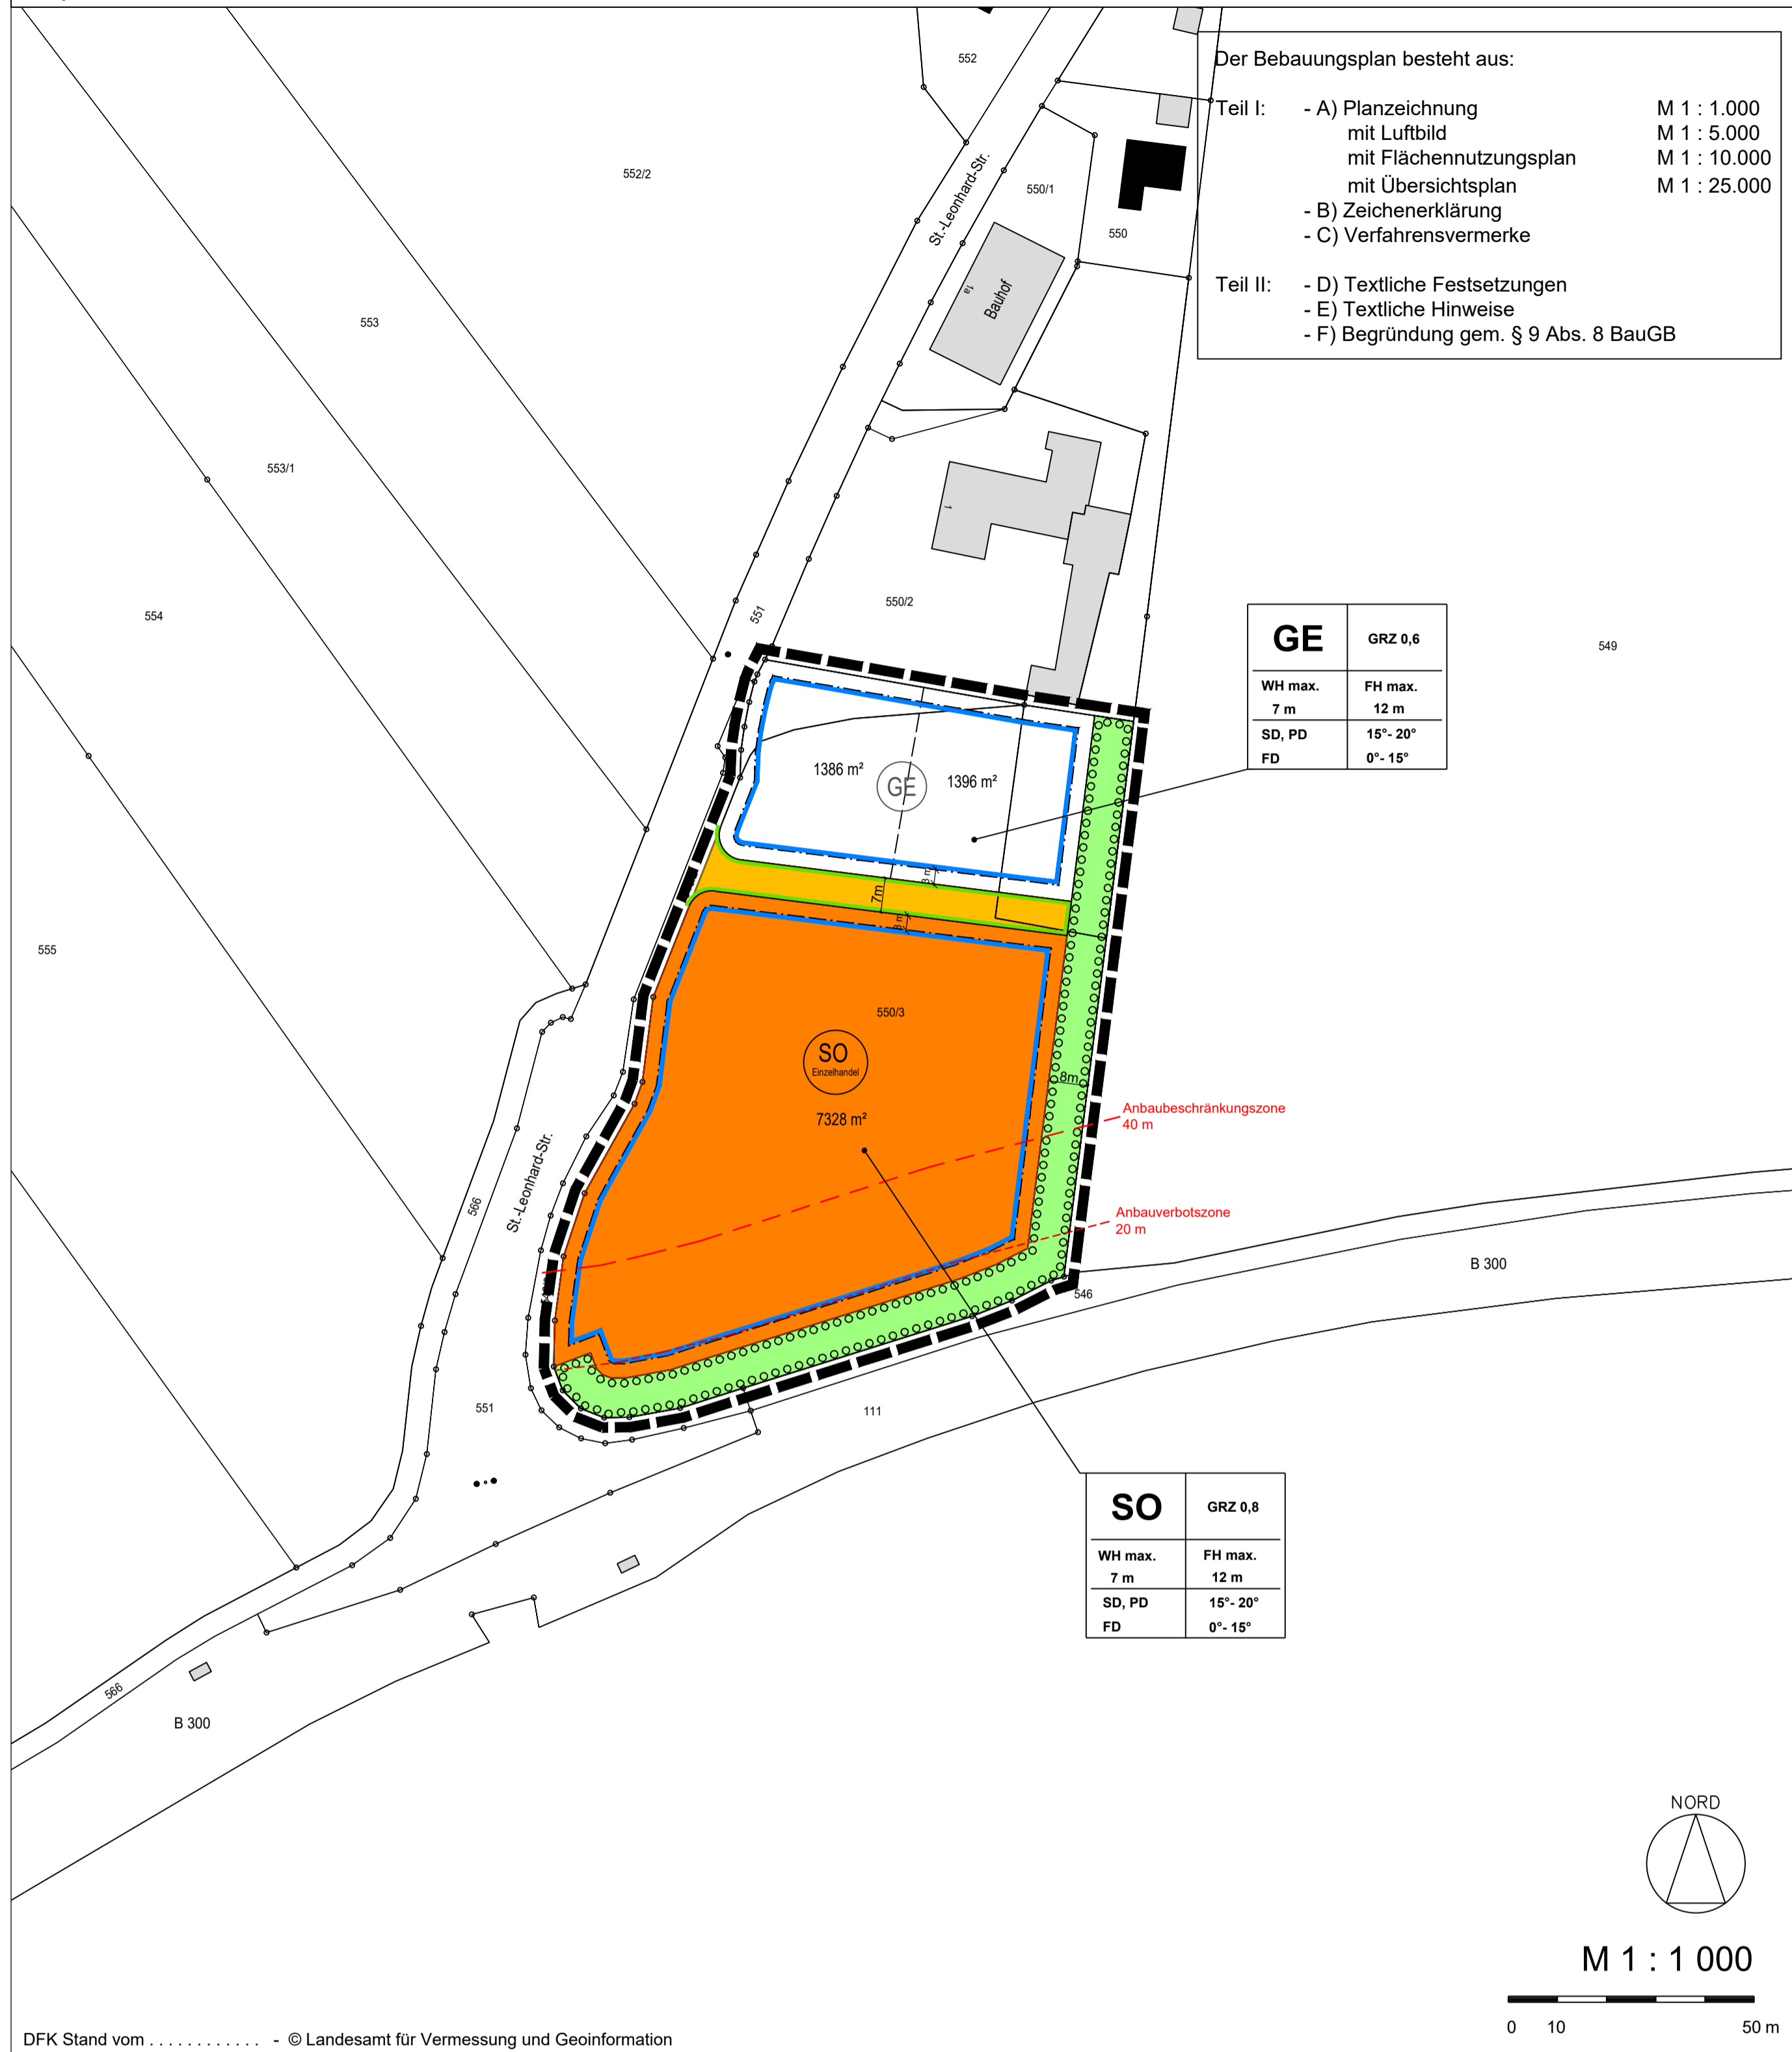 Der Bebauungsplan besteht aus:
Teil I: - A) Planzeichnung M 1 : 1.000
mit Luftbild M 1 : 5.000
mit Flächennutzungsplan M 1 : 10.000
mit Übersichtsplan M 1 : 25.000
- B) Zeichenerklärung
- C) Verfahrensvermerke
Teil II: - D) Textliche Festsetzungen
- E) Textliche Hinweise
- F) Begründung gem. § 9 Abs. 8 BauGB
552
552/2
St.-Leonhard-Str.
550/1
550
1a
Bauhof
553
553/1
1
554
551
550/2
549
GE GRZ 0,6
WH max. FH max.
7 m 12 m
SD, PD 15°- 20°
FD 0°- 15°
1386 m²
GE
1396 m²
3 m
7m
3 m
555
550/3
SO
Einzelhandel
7328 m²
8m
Anbaubeschränkungszone
40 m
St.-Leonhard-Str.
566
Anbauverbotszone
20 m
B 300
546
551
111
SO GRZ 0,8
WH max. FH max.
7 m 12 m
SD, PD 15°- 20°
FD 0°- 15°
566
B 300
NORD
M 1 : 1 000
0 10 50 m
DFK Stand vom . . . . . . . . . . . . - © Landesamt für Vermessung und Geoinformation